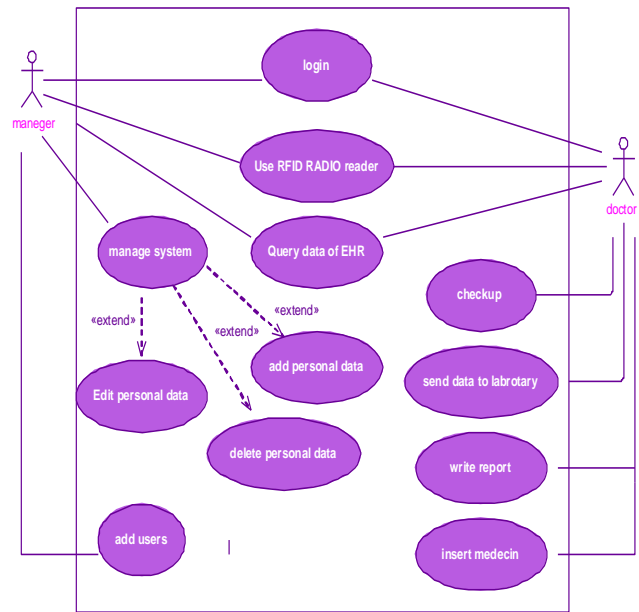 login
maneger
Use RFID RADIO reader
doctor
manage system
Query data of EHR
checkup
«extend»
«extend»
«extend»
add personal data
Edit personal data
send data to labrotary
delete personal data
write report
add users
insert medecin